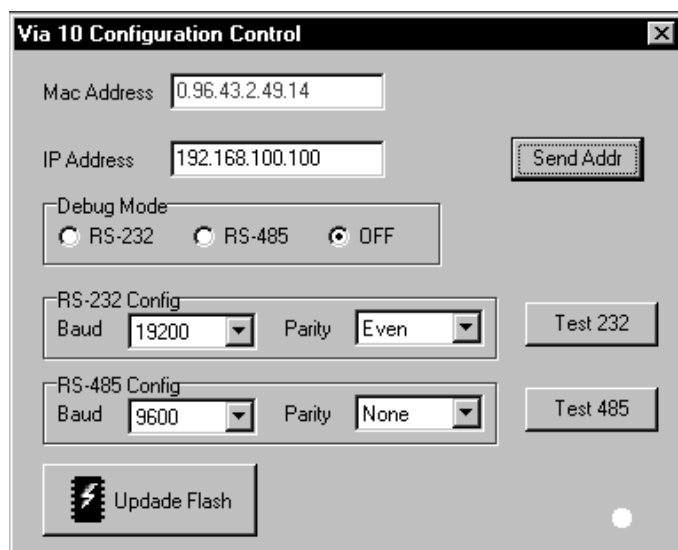 Via 10 Configuration Control
Mac Address 0.96.43.2.49.14
IP Address 192.168.100.100 Send Addr
Debug Mode
RS-232 RS-485 OFF
RS-232 Config
Baud 19200 Parity Even Test 232
RS-485 Config
Baud 9600 Parity None Test 485
Updade Flash